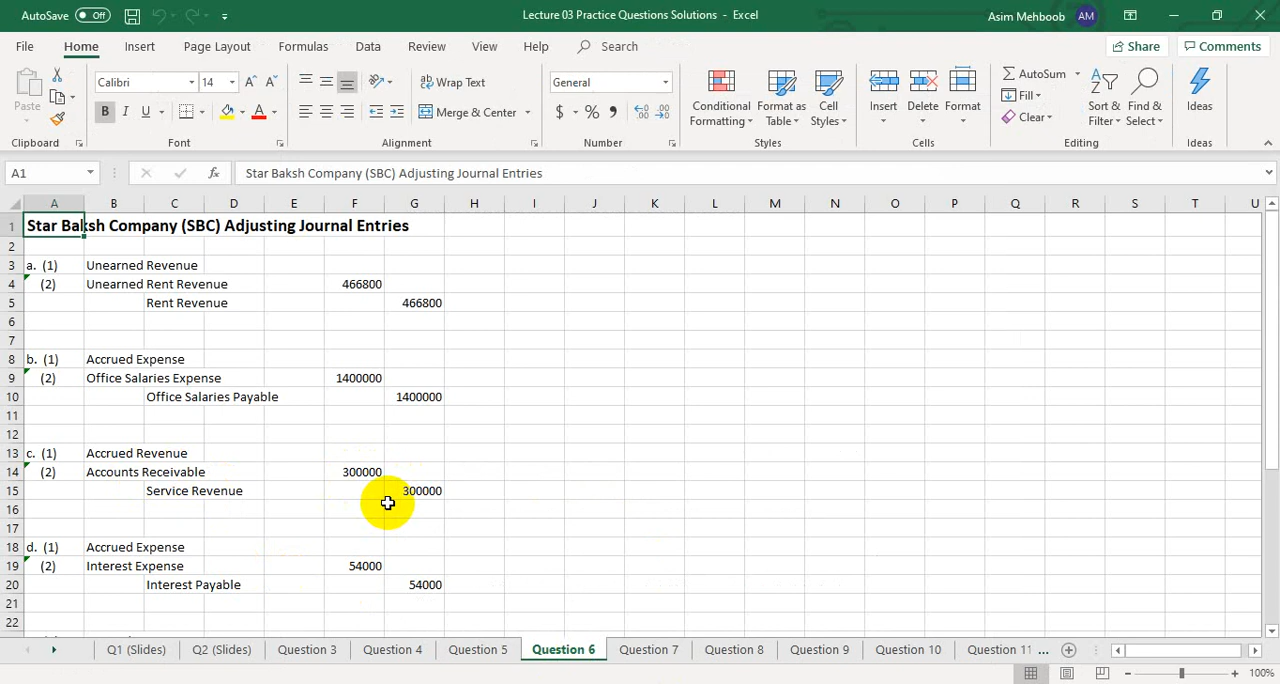 AutoSave Off Lecture 03 Practice Questions Solutions - Excel Asim Mehboob AM
File Home Insert Page Layout Formulas Data Review View Help Search Share Comments
Paste Calibri 14 A A Wrap Text General Conditional Formatting Format as Table Cell Styles Insert Delete Format AutoSum Fill Clear Sort & Filter Find & Select Ideas
B I U A Merge & Center $ % , .00
Clipboard Font Alignment Number Styles Cells Editing Ideas
A1 fx Star Baksh Company (SBC) Adjusting Journal Entries
A B C D E F G H I J K L M N O P Q R S T U
1 Star Baksh Company (SBC) Adjusting Journal Entries
2
3 a. (1) Unearned Revenue
4 (2) Unearned Rent Revenue 466800
5 Rent Revenue 466800
6
7
8 b. (1) Accrued Expense
9 (2) Office Salaries Expense 1400000
10 Office Salaries Payable 1400000
11
12
13 c. (1) Accrued Revenue
14 (2) Accounts Receivable 300000
15 Service Revenue 300000
16
17
18 d. (1) Accrued Expense
19 (2) Interest Expense 54000
20 Interest Payable 54000
21
22
Q1 (Slides) Q2 (Slides) Question 3 Question 4 Question 5 Question 6 Question 7 Question 8 Question 9 Question 10 Question 11 ...
100%